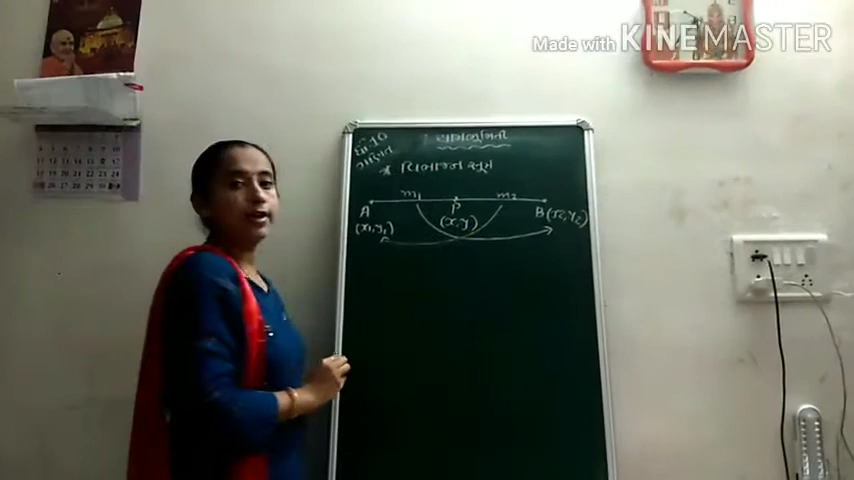 Made with KINEMASTER
ધો-10
ગણિત
યામભૂમિતી
* વિભાજન સૂત્ર
m1 m2
A P B (x2,y2)
(x1,y1) (x,y)